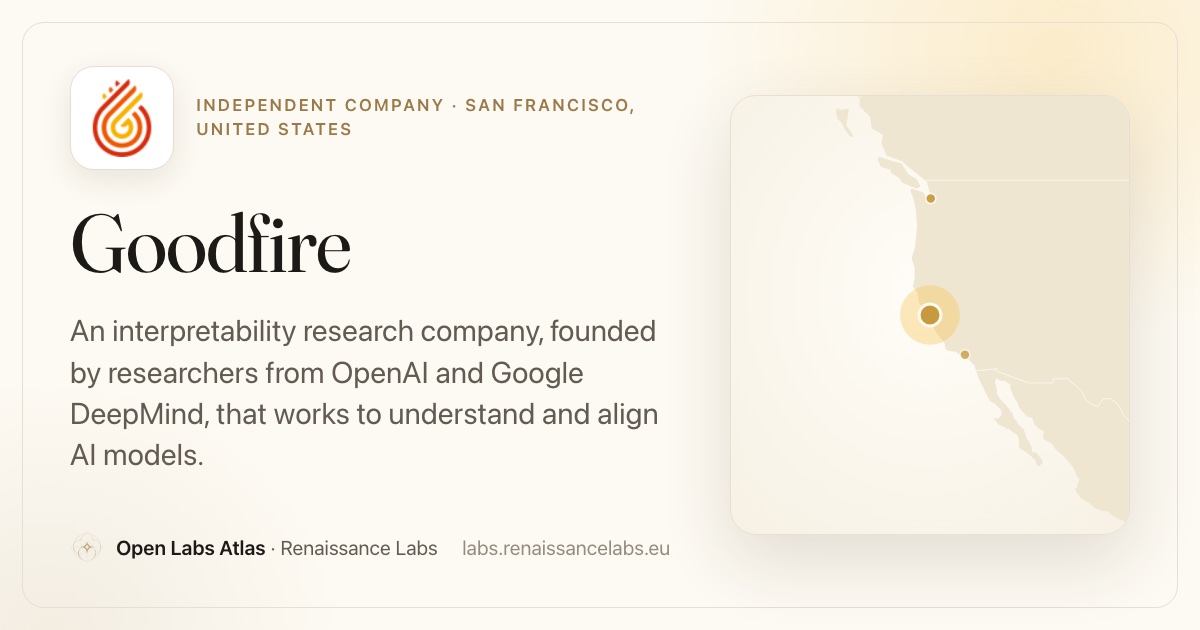 INDEPENDENT COMPANY · SAN FRANCISCO,
UNITED STATES
Goodfire
An interpretability research company, founded
by researchers from OpenAI and Google
DeepMind, that works to understand and align
AI models.
Open Labs Atlas · Renaissance Labs labs.renaissancelabs.eu